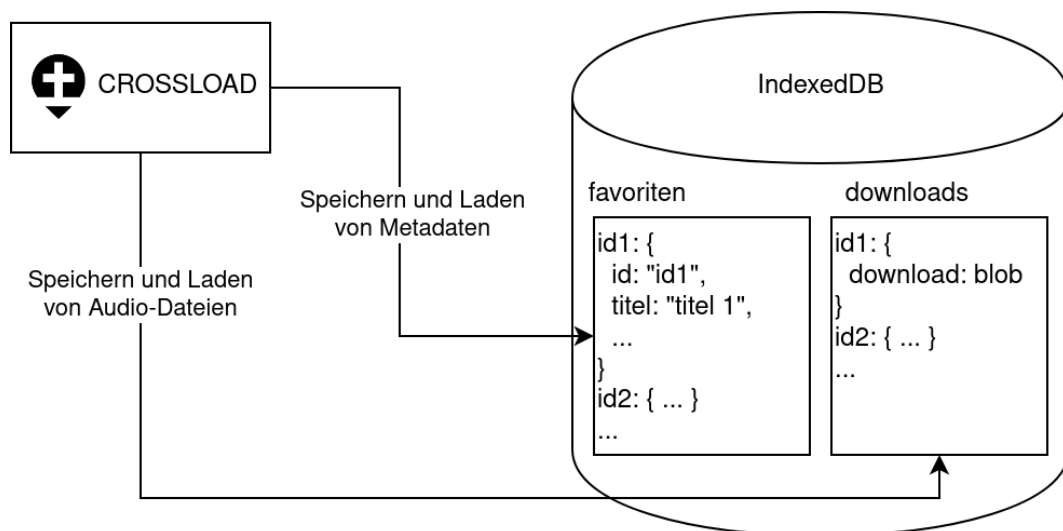 CROSSLOAD
IndexedDB
Speichern und Laden
von Metadaten
Speichern und Laden
von Audio-Dateien
favoriten
id1: {
id: "id1",
titel: "titel 1",
...
}
id2: { ... }
...
downloads
id1: {
download: blob
}
id2: { ... }
...